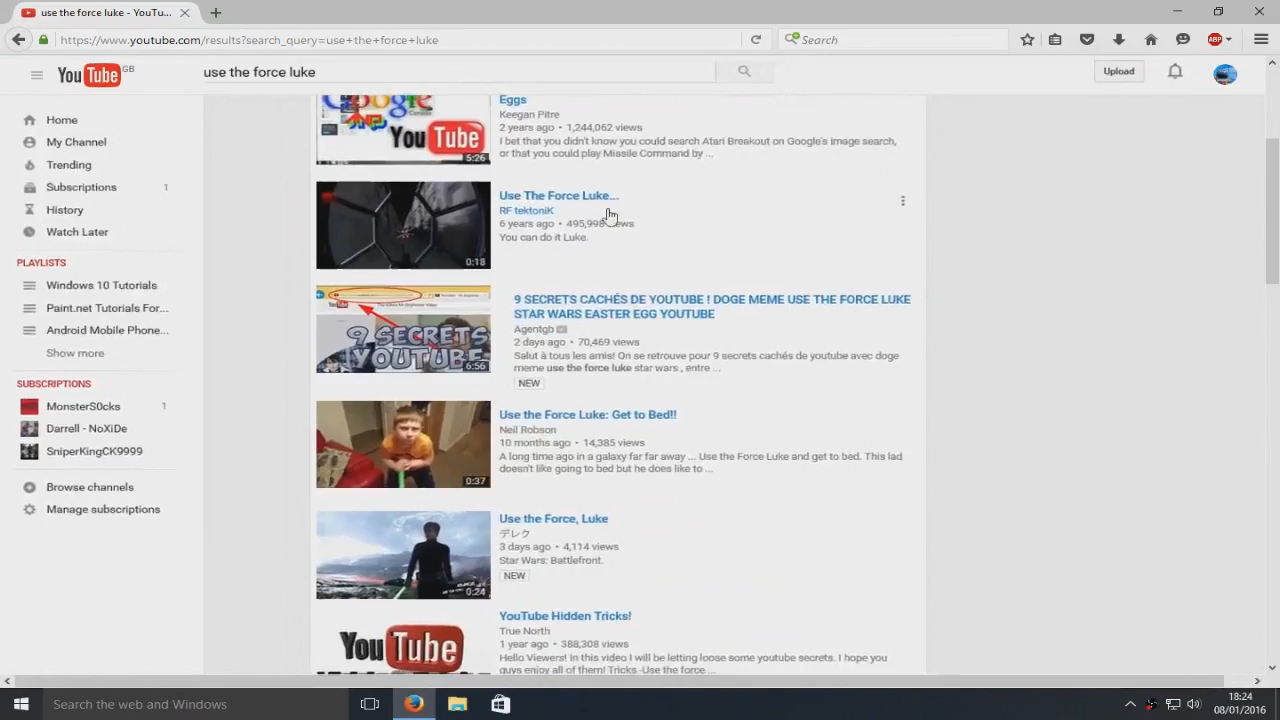 use the force luke - YouT...
https://www.youtube.com/results?search_query=use+the+force+luke
Search
ABP
YouTube GB
use the force luke
Upload
Home
My Channel
Trending
Subscriptions 1
History
Watch Later
PLAYLISTS
Windows 10 Tutorials
Paint.net Tutorials For...
Android Mobile Phone...
Show more
SUBSCRIPTIONS
MonsterS0cks 1
Darrell - NoXiDe
SniperKingCK9999
Browse channels
Manage subscriptions
Google
AND
YouTube
5:26
Eggs
Keegan Pitre
2 years ago • 1,244,062 views
I bet that you didn't know you could search Atari Breakout on Google's image search,
or that you could play Missile Command by ...
0:18
Use The Force Luke...
RF tektoniK
6 years ago • 495,998 views
You can do it Luke.
9 SECRETS
YOUTUBE
6:56
9 SECRETS CACHÉS DE YOUTUBE ! DOGE MEME USE THE FORCE LUKE
STAR WARS EASTER EGG YOUTUBE
Agentgb
2 days ago • 70,469 views
Salut à tous les amis! On se retrouve pour 9 secrets cachés de youtube avec doge
meme use the force luke star wars , entre ...
NEW
0:37
Use the Force Luke: Get to Bed!!
Neil Robson
10 months ago • 14,385 views
A long time ago in a galaxy far far away ... Use the Force Luke and get to bed. This lad
doesn't like going to bed but he does like to ...
0:24
Use the Force, Luke
デレク
3 days ago • 4,114 views
Star Wars: Battlefront.
NEW
YouTube
YouTube Hidden Tricks!
True North
1 year ago • 388,308 views
Hello Viewers! In this video I will be letting loose some youtube secrets. I hope you
guys enjoy all of them! Tricks -Use the force ...
Search the web and Windows
18:24
08/01/2016